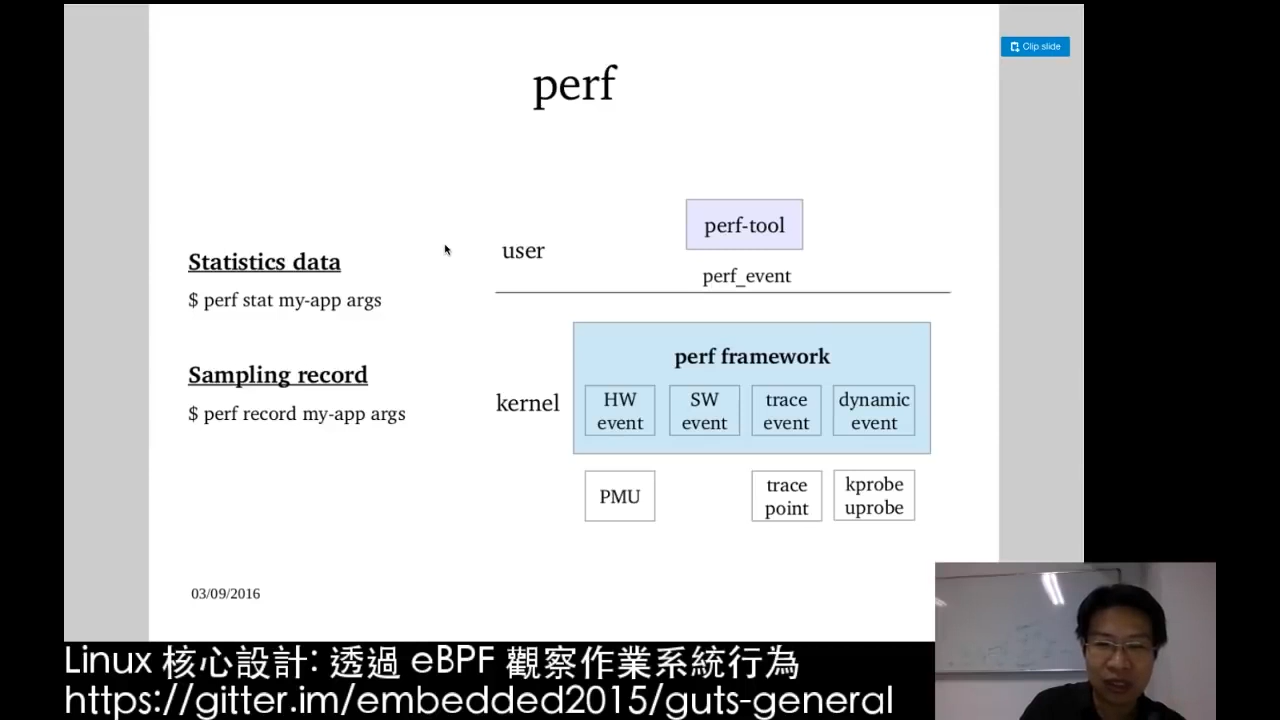 Clip slide
perf
perf-tool
user
perf_event
Statistics data
$ perf stat my-app args
Sampling record
$ perf record my-app args
kernel
perf framework
HW
event
SW
event
trace
event
dynamic
event
PMU
trace
point
kprobe
uprobe
03/09/2016
Linux 核心設計: 透過 eBPF 觀察作業系統行為
https://gitter.im/embedded2015/guts-general